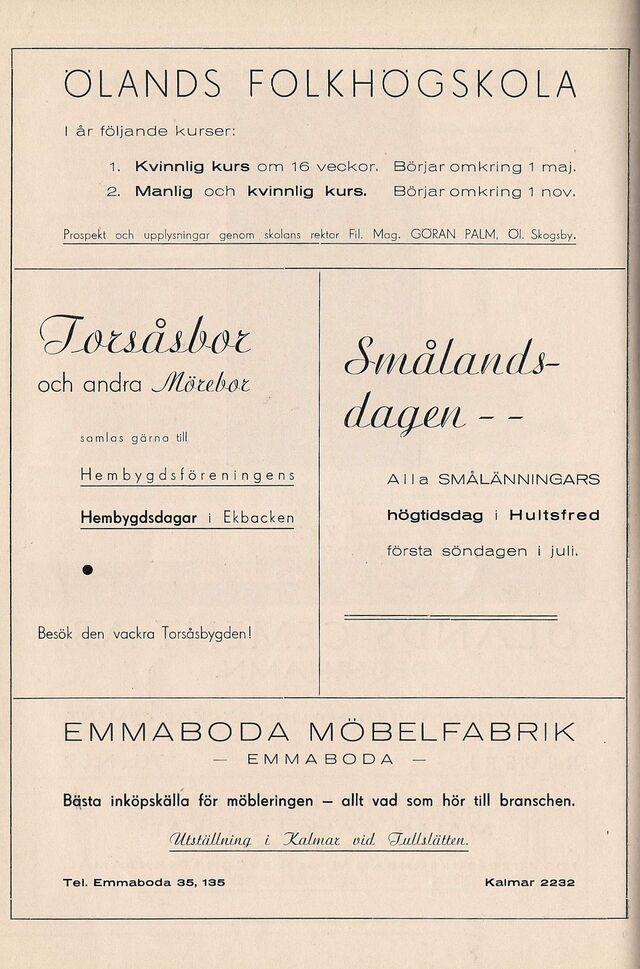 ÖLANDS FOLKHÖGSKOLA
I år följande kurser:
1. Kvinnlig kurs om 16 veckor. Börjar omkring 1 maj.
2. Manlig och kvinnlig kurs. Börjar omkring 1 nov.
Prospekt och upplysningar genom skolans rektor Fil. Mag. GÖRAN PALM, Öl. Skogsby.
Torsåsbor
och andra Mörebor
samlas gärna till
Hembygdsföreningens
Hembygdsdagar i Ekbacken
Besök den vackra Torsåsbygden!
Smålands-
dagen - -
Alla SMÅLÄNNINGARS
högtidsdag i Hultsfred
första söndagen i juli.
EMMABODA MÖBELFABRIK
— EMMABODA —
Bästa inköpskälla för möbleringen — allt vad som hör till branschen.
Utställning i Kalmar vid Tullslätten.
Tel. Emmaboda 35, 135 Kalmar 2232